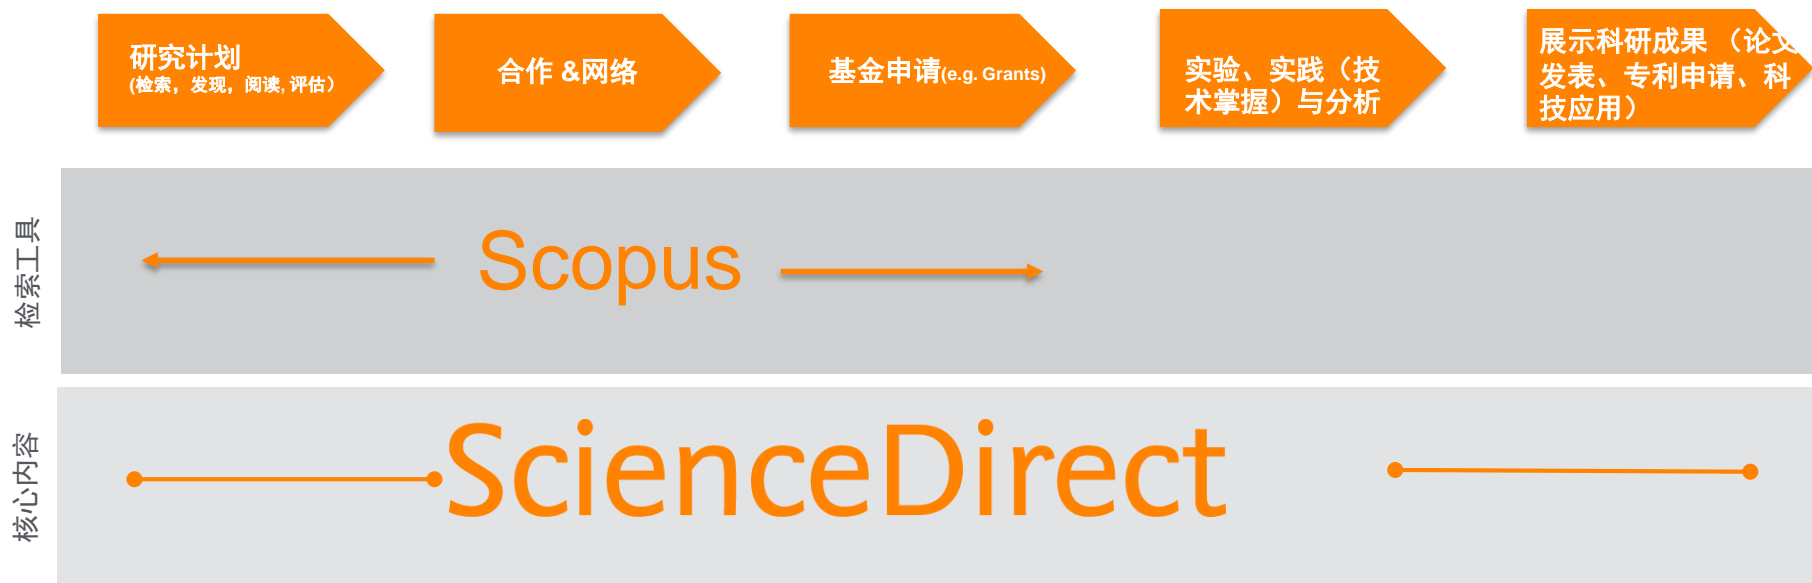 研究计划
(检索，发现，阅读, 评估）
合作 &网络
基金申请(e.g. Grants)
实验、实践（技
术掌握）与分析
展示科研成果 （论文
发表、专利申请、科
技应用）
检索工具
Scopus
核心内容
ScienceDirect